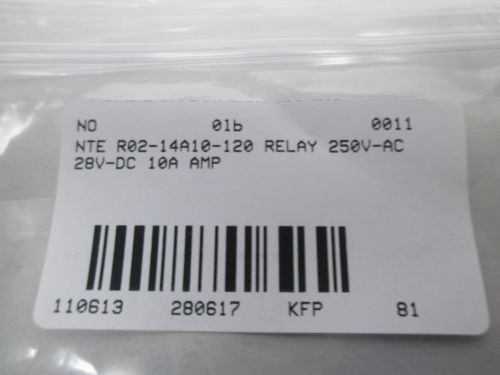 NO 01b 0011
NTE R02-14A10-120 RELAY 250V-AC
28V-DC 10A AMP
110613 280617 KFP 81